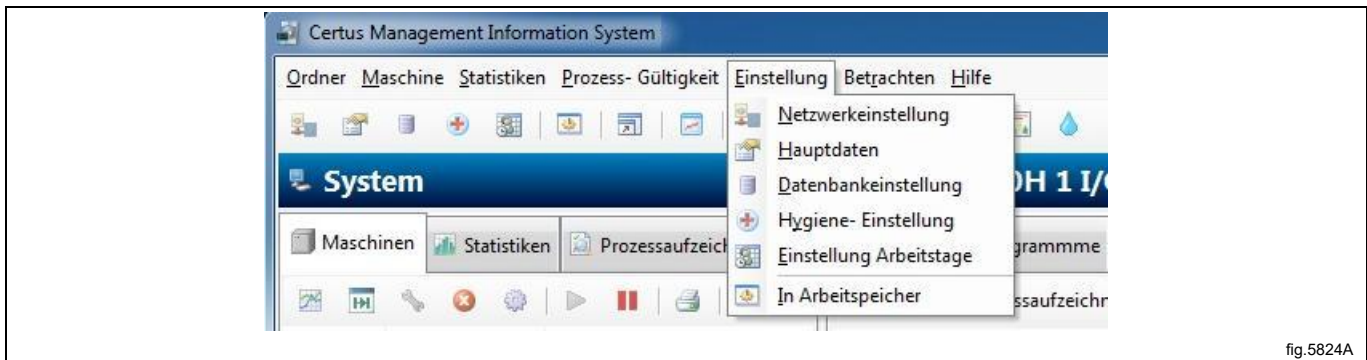 Certus Management Information System
Ordner Maschine Statistiken Prozess- Gültigkeit Einstellung Betrachten Hilfe
Netzwerkeinstellung
Hauptdaten
System
Datenbankeinstellung
Hygiene- Einstellung
Maschinen Statistiken
Einstellung Arbeitstage
In Arbeitspeicher
fig.5824A